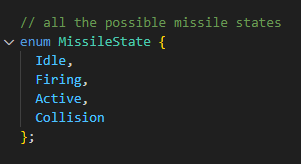 // all the possible missile states
enum MissileState {
Idle,
Firing,
Active,
Collision
};